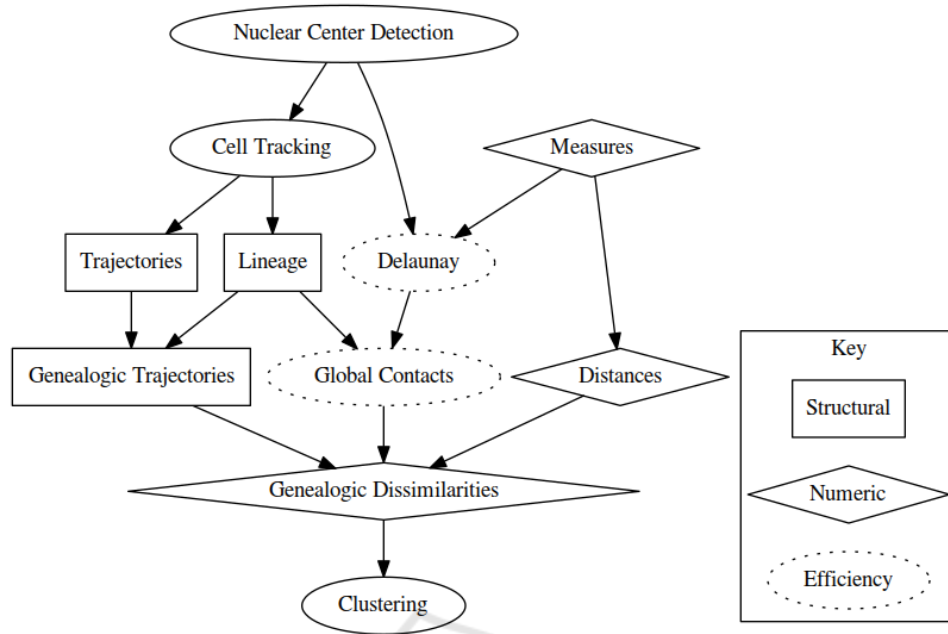 Nuclear Center Detection
Cell Tracking
Measures
Trajectories
Lineage
Delaunay
Genealogic Trajectories
Global Contacts
Distances
Genealogic Dissimilarities
Clustering
Key
Structural
Numeric
Efficiency